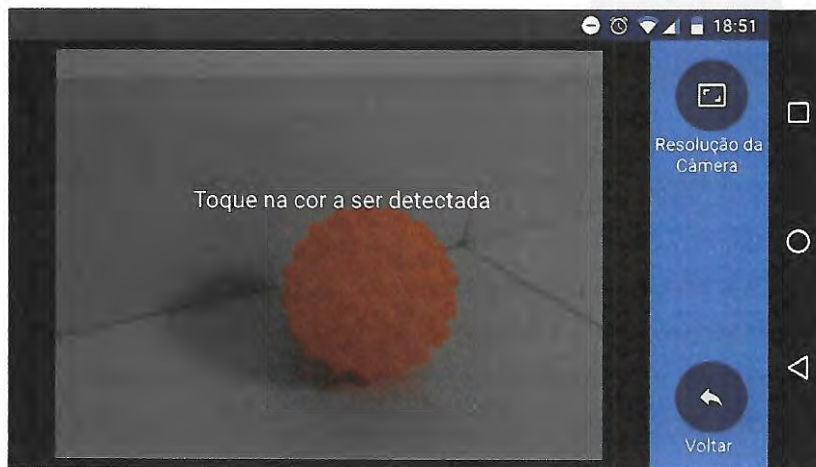 18:51
Resolução da
Câmera
Toque na cor a ser detectada
Voltar